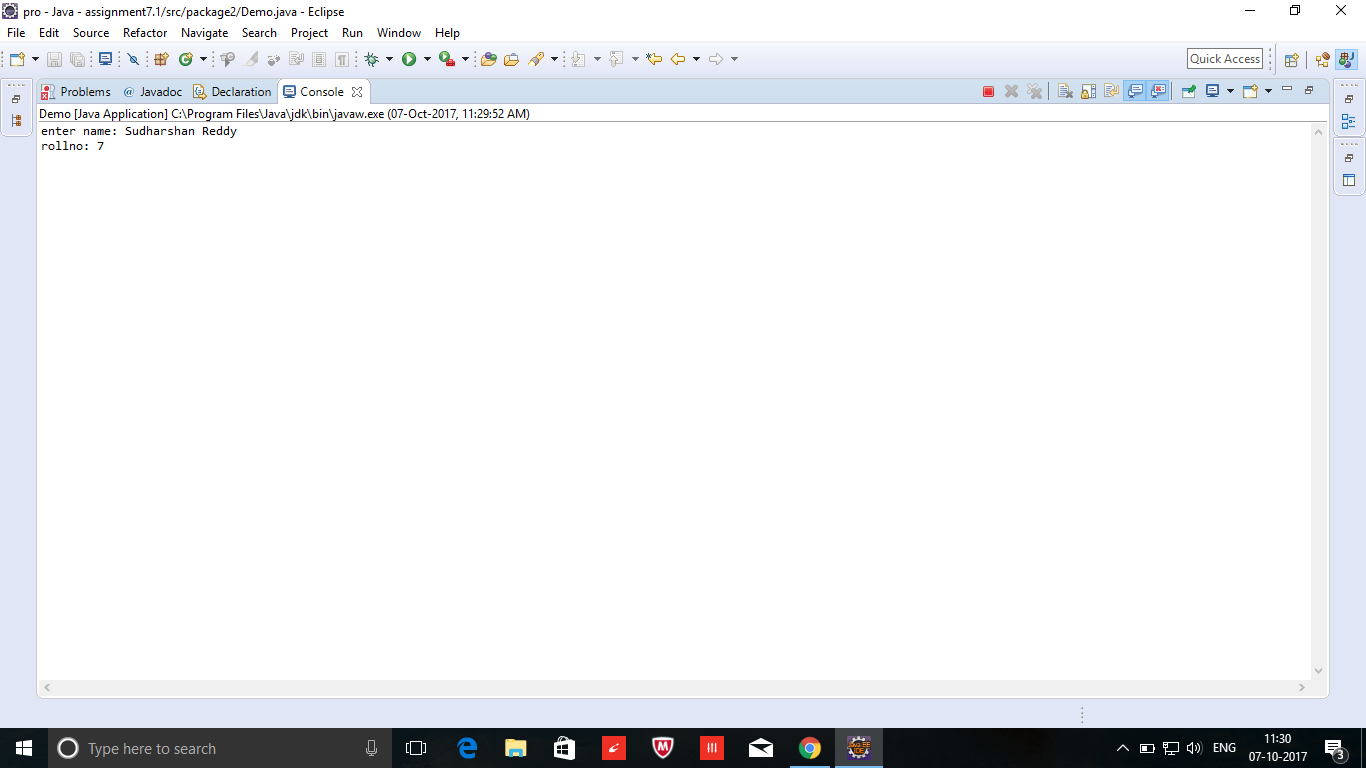 pro - Java - assignment7.1/src/package2/Demo.java - Eclipse
File Edit Source Refactor Navigate Search Project Run Window Help
Quick Access
Problems @ Javadoc Declaration Console
Demo [Java Application] C:\Program Files\Java\jdk\bin\javaw.exe (07-Oct-2017, 11:29:52 AM)
enter name: Sudharshan Reddy
rollno: 7
Type here to search
ENG
11:30
07-10-2017
3